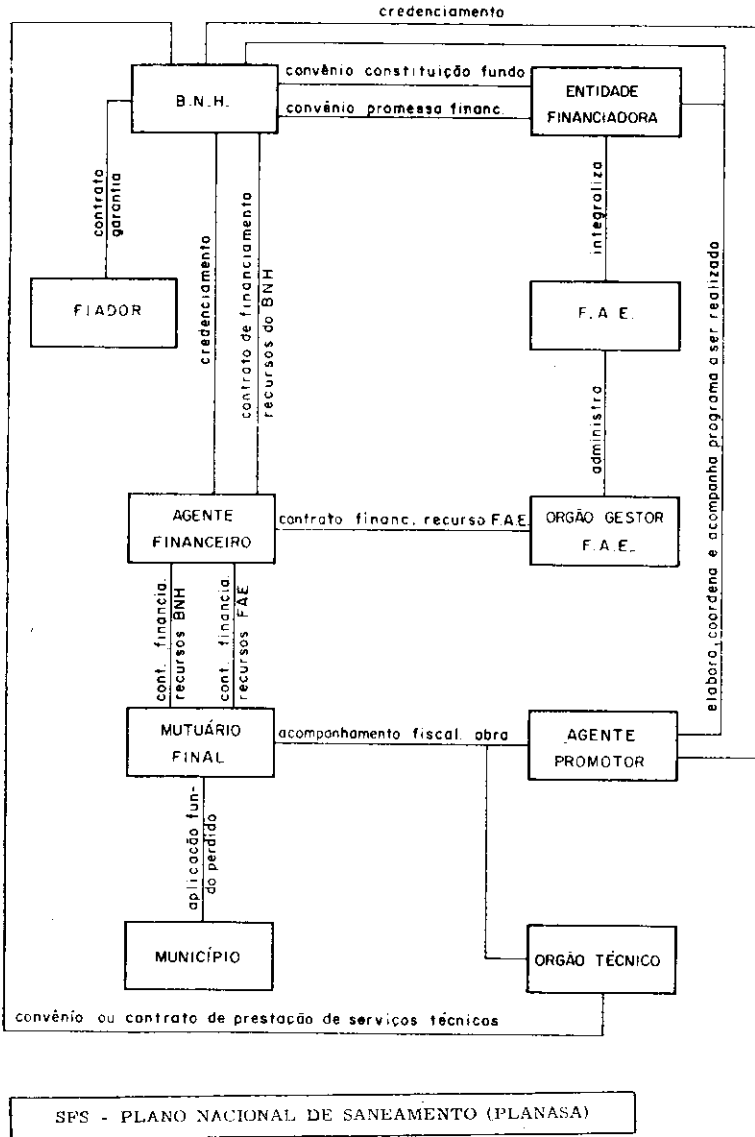 credenciamento
convênio constituição fundo
B.N.H.
convênio promessa financ.
ENTIDADE
FINANCIADORA
contrato
garantia
credenciamento
contrato de financiamento
recursos do BNH
integraliza
elabora, coordena e acompanha programa a ser realizado
FIADOR
F. A. E.
administra
AGENTE
FINANCEIRO
contrato financ. recurso F.A.E.
ORGÃO GESTOR
F.A.E.
cont. financia.
recursos BNH
cont. financia.
recursos FAE
MUTUÁRIO
FINAL
acompanhamento fiscal. obra
AGENTE
PROMOTOR
aplicação fun-
do perdido
MUNICÍPIO
ORGÃO TÉCNICO
convênio ou contrato de prestação de serviços técnicos
SFS - PLANO NACIONAL DE SANEAMENTO (PLANASA)